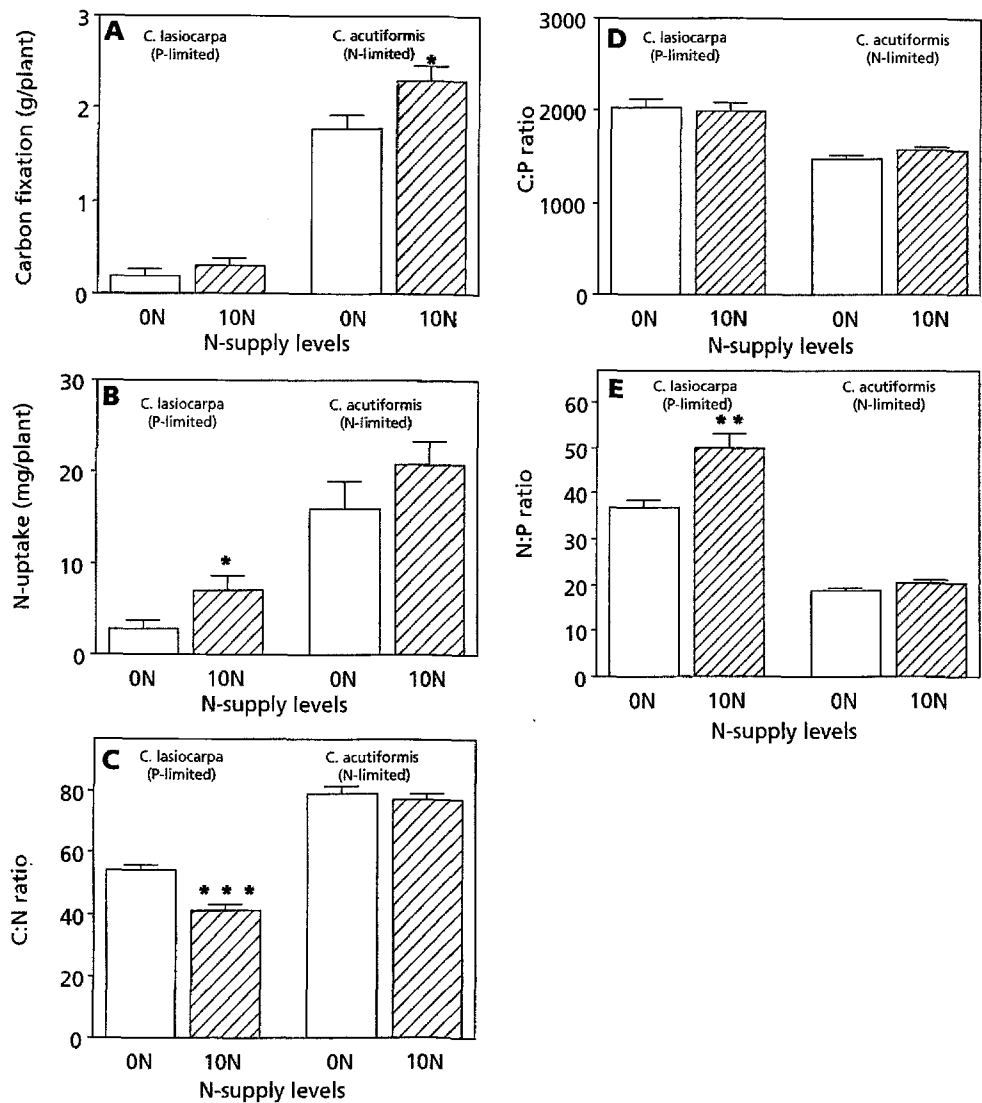 A
C. lasiocarpa
(P-limited)
C. acutiformis
(N-limited)
*
Carbon fixation (g/plant)
3
2
1
0
0N
10N
0N
10N
N-supply levels
B
C. lasiocarpa
(P-limited)
C. acutiformis
(N-limited)
*
N-uptake (mg/plant)
30
20
10
0
0N
10N
0N
10N
N-supply levels
C
C. lasiocarpa
(P-limited)
C. acutiformis
(N-limited)
* * *
C:N ratio
80
60
40
20
0
0N
10N
0N
10N
N-supply levels
D
C. lasiocarpa
(P-limited)
C. acutiformis
(N-limited)
C:P ratio
3000
2000
1000
0
0N
10N
0N
10N
N-supply levels
E
C. lasiocarpa
(P-limited)
C. acutiformis
(N-limited)
* *
N:P ratio
60
50
40
30
20
10
0
0N
10N
0N
10N
N-supply levels